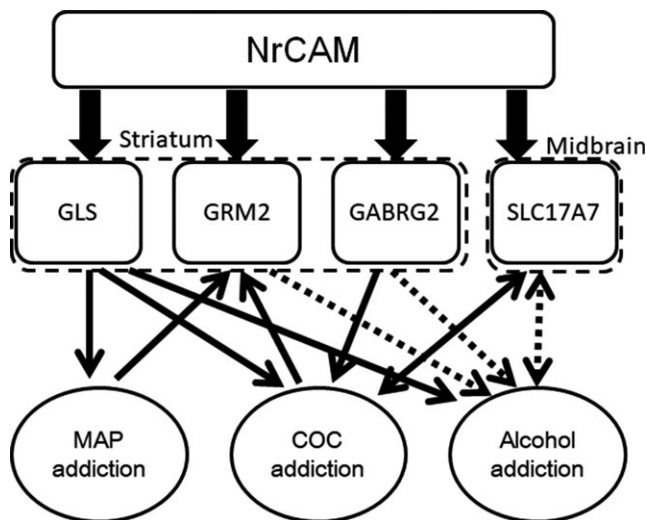 NrCAM
Striatum
Midbrain
GLS
GRM2
GABRG2
SLC17A7
MAP
addiction
COC
addiction
Alcohol
addiction